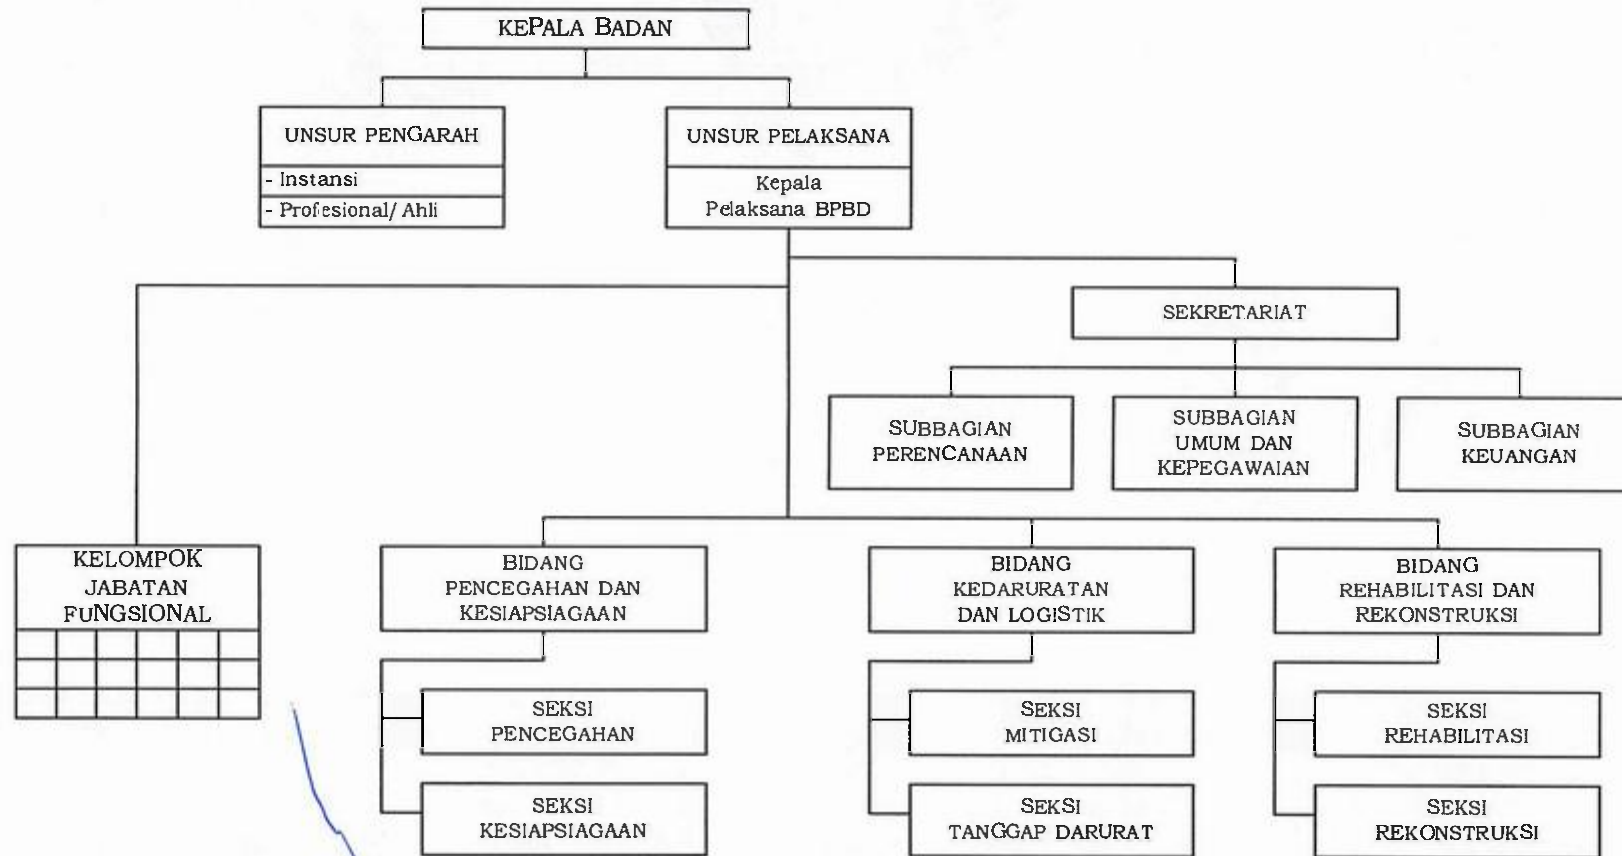 KEPALA BADAN
UNSUR PENGARAH
- Instansi
- Profesional/Ahli
UNSUR PELAKSANA
Kepala
Pelaksana BPBD
SEKRETARIAT
SUBBAGIAN
PERENCANAAN
SUBBAGIAN
UMUM DAN
KEPEGAWAIAN
SUBBAGIAN
KEUANGAN
KELOMPOK
JABATAN
FUNGSIONAL
BIDANG
PENCEGAHAN DAN
KESIAPSIAGAAN
BIDANG
KEDARURATAN
DAN LOGISTIK
BIDANG
REHABILITASI DAN
REKONSTRUKSI
SEKSI
PENCEGAHAN
SEKSI
MITIGASI
SEKSI
REHABILITASI
SEKSI
KESIAPSIAGAAN
SEKSI
TANGGAP DARURAT
SEKSI
REKONSTRUKSI